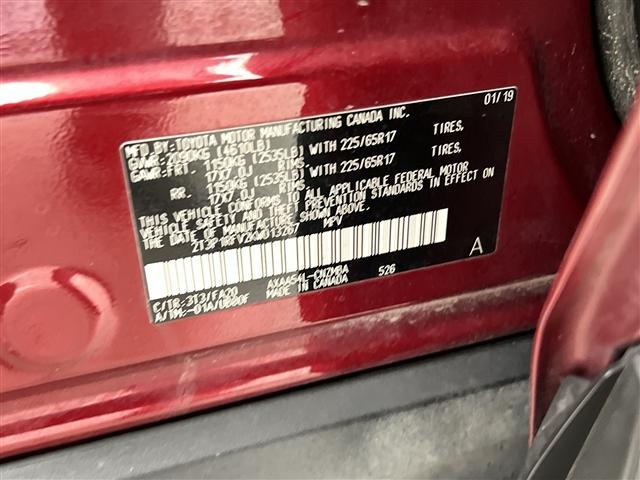 MFD.BY:TOYOTA MOTOR MANUFACTURING CANADA INC. 01/19
GVWR:2090KG (4610LB)
GAWR:FRT. 1150KG (2535LB) WITH 225/65R17 TIRES,
17X7.0J RIMS.
RR. 1150KG (2535LB) WITH 225/65R17 TIRES,
17X7.0J RIMS.
THIS VEHICLE CONFORMS TO ALL APPLICABLE FEDERAL MOTOR
VEHICLE SAFETY AND THEFT PREVENTION STANDARDS IN EFFECT ON
THE DATE OF MANUFACTURE SHOWN ABOVE.
2T3P1RFV2KW013267 MPV
A
C/TR:3T3/FA20 AXAA54L-CNZMBA 526
A/TM:-01A/UB80F MADE IN CANADA